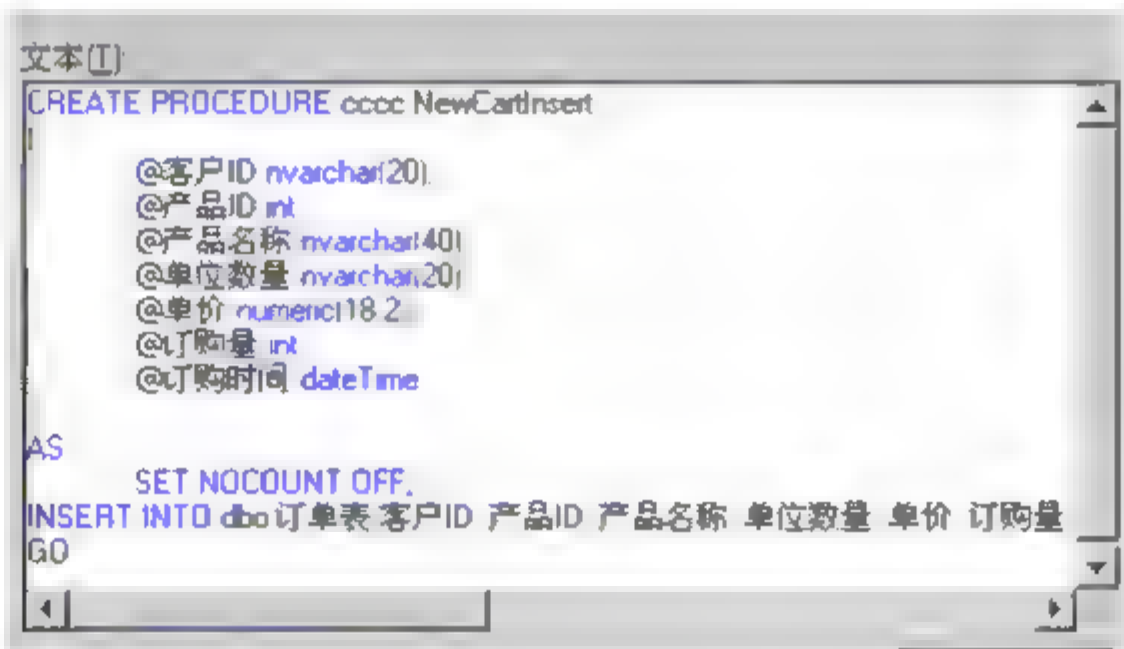 文本(T)
CREATE PROCEDURE cccc NewCartInsert
(
@客户ID nvarchar(20),
@产品ID int
@产品名称 nvarchar(40)
@单位数量 nvarchar(20)
@单价 numeric(18 2
@订购量 int
@订购时间 dateTime
AS
SET NOCOUNT OFF.
INSERT INTO dbo 订单表 客户ID 产品ID 产品名称 单位数量 单价 订购量
GO